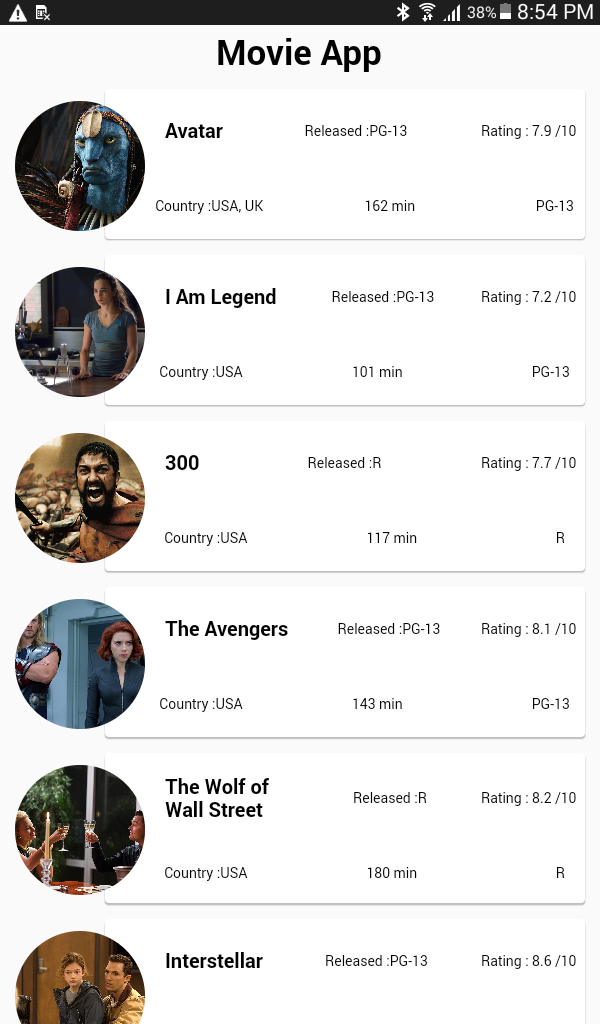 38% 8:54 PM
Movie App
Avatar Released :PG-13 Rating : 7.9 /10
Country :USA, UK 162 min PG-13
I Am Legend Released :PG-13 Rating : 7.2 /10
Country :USA 101 min PG-13
300 Released :R Rating : 7.7 /10
Country :USA 117 min R
The Avengers Released :PG-13 Rating : 8.1 /10
Country :USA 143 min PG-13
The Wolf of
Wall Street Released :R Rating : 8.2 /10
Country :USA 180 min R
Interstellar Released :PG-13 Rating : 8.6 /10